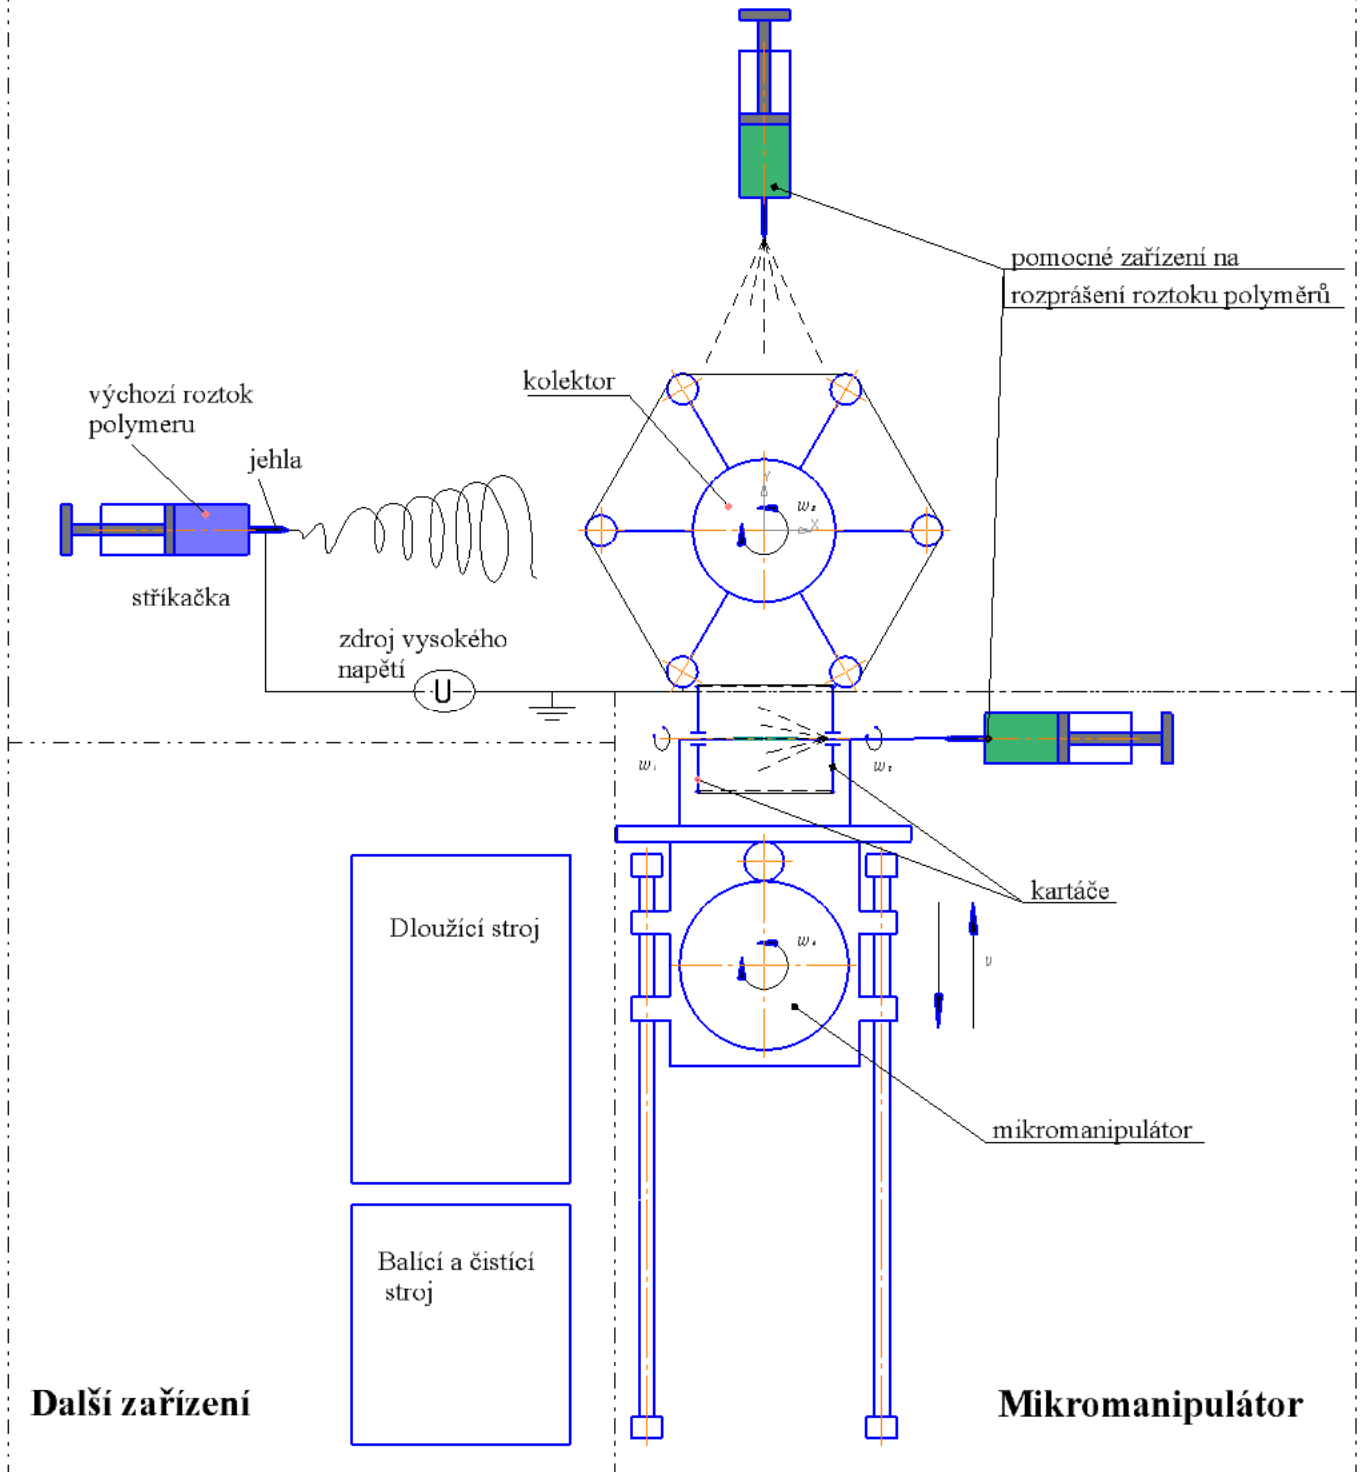 pomocné zařízení na
rozprášení roztoku polyměrů
kolektor
výchozí roztok
polymeru
jehla
Y
X
stříkačka
zdroj vysokého
napětí
U
kartáče
Dloužící stroj
υ
mikromanipulátor
Balící a čistící
stroj
Další zařízení
Mikromanipulátor